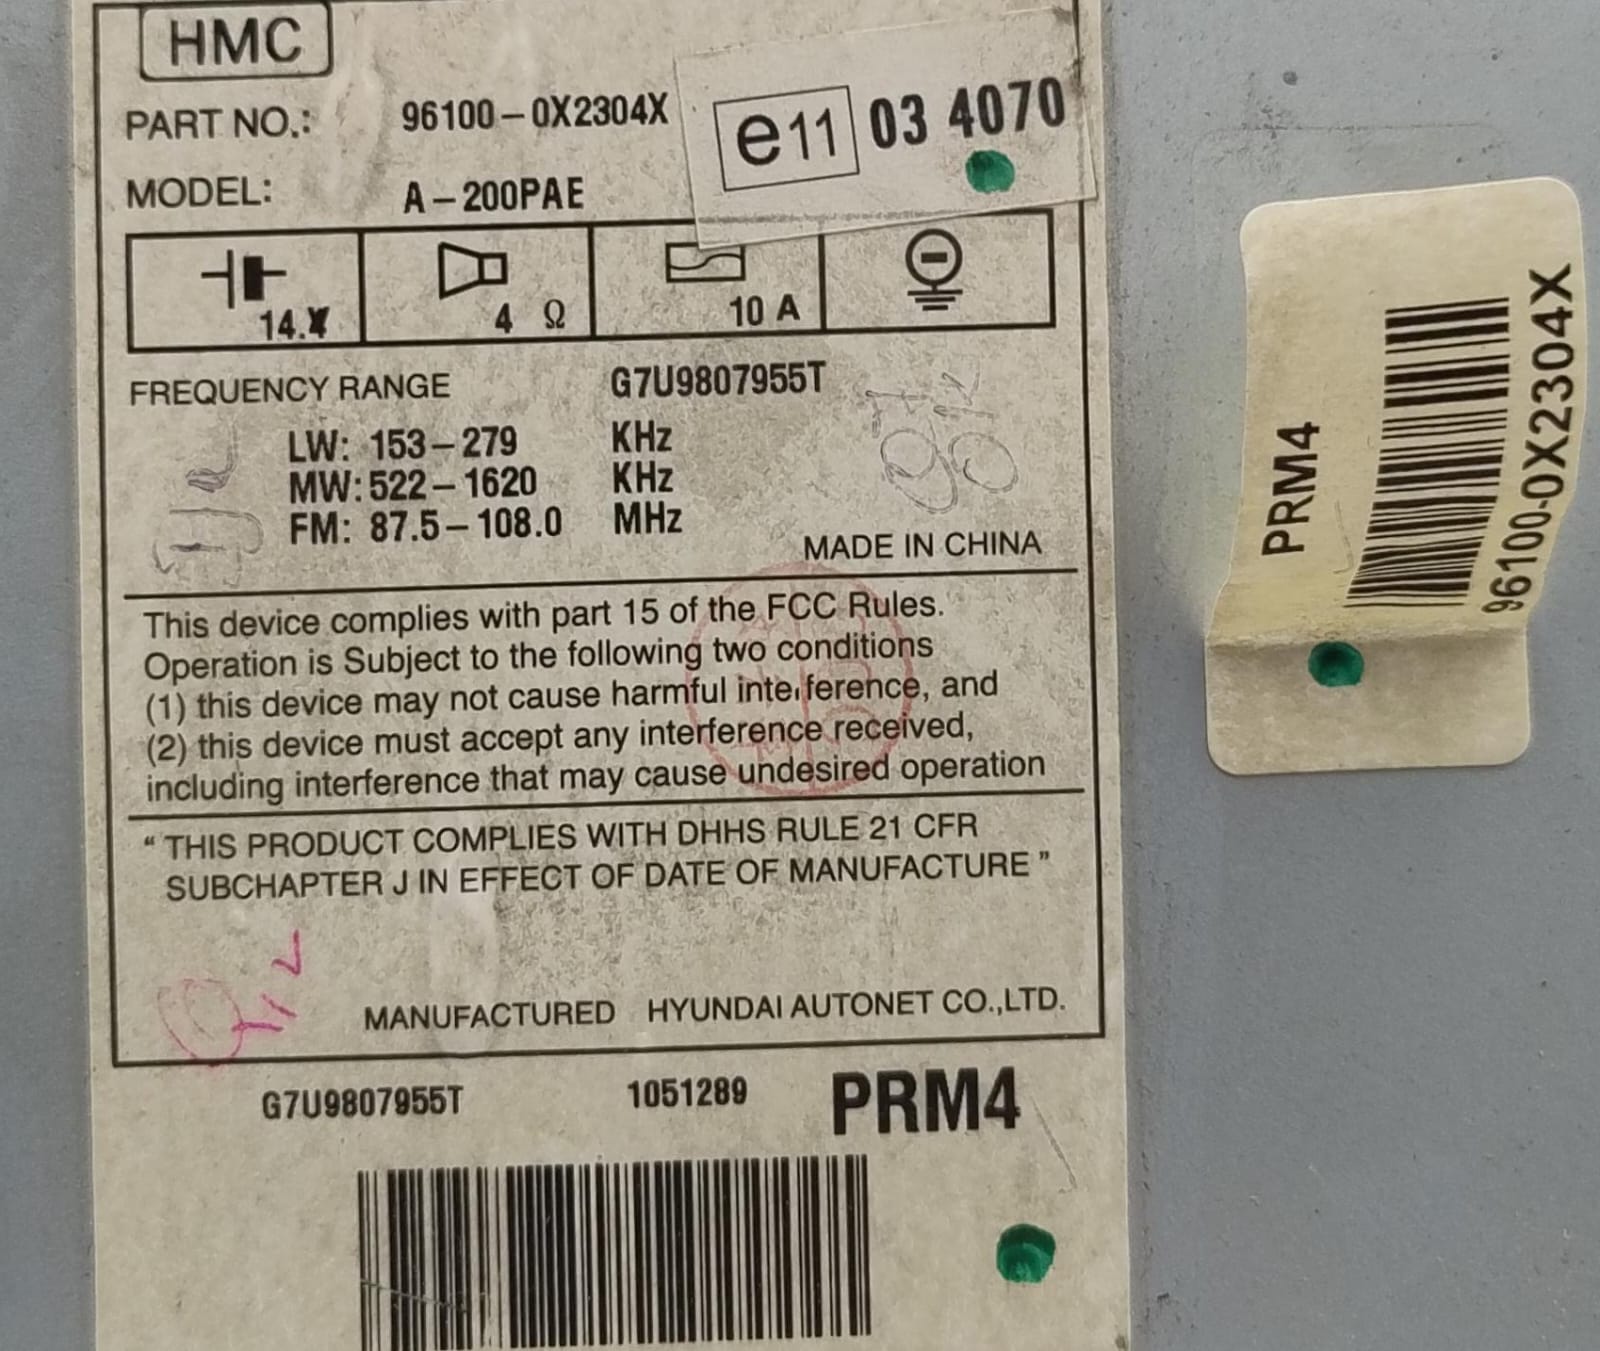 HMC
PART NO.: 96100-0X2304X
e11 03 4070
MODEL: A-200PAE
4 Ω
10 A
FREQUENCY RANGE G7U9807955T
LW: 153-279 KHz
MW: 522-1620 KHz
FM: 87.5-108.0 MHz
MADE IN CHINA
This device complies with part 15 of the FCC Rules.
Operation is Subject to the following two conditions
(1) this device may not cause harmful interference, and
(2) this device must accept any interference received,
including interference that may cause undesired operation
“ THIS PRODUCT COMPLIES WITH DHHS RULE 21 CFR
SUBCHAPTER J IN EFFECT OF DATE OF MANUFACTURE ”
MANUFACTURED HYUNDAI AUTONET CO.,LTD.
G7U9807955T 1051289 PRM4
PRM4
96100-0X2304X